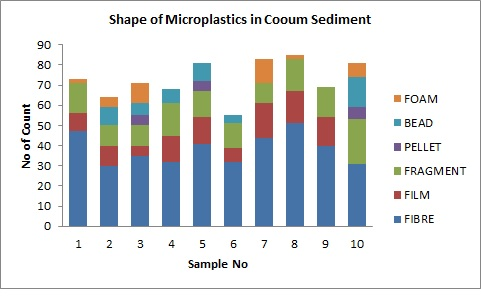 Shape of Microplastics in Cooum Sediment
No of Count
90
80
70
60
50
40
30
20
10
0
1 2 3 4 5 6 7 8 9 10
Sample No
FOAM
BEAD
PELLET
FRAGMENT
FILM
FIBRE